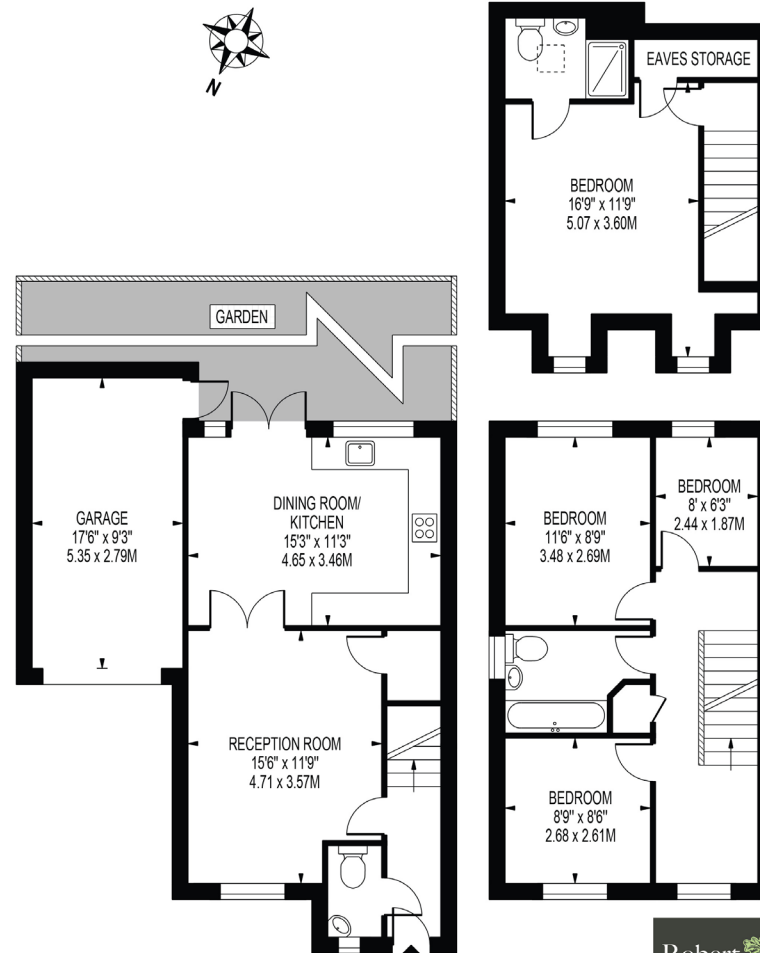 N
EAVES STORAGE
BEDROOM
16'9" x 11'9"
5.07 x 3.60M
GARDEN
GARAGE
17'6" x 9'3"
5.35 x 2.79M
DINING ROOM/
KITCHEN
15'3" x 11'3"
4.65 x 3.46M
RECEPTION ROOM
15'6" x 11'9"
4.71 x 3.57M
BEDROOM
11'6" x 8'9"
3.48 x 2.69M
BEDROOM
8' x 6'3"
2.44 x 1.87M
BEDROOM
8'9" x 8'6"
2.68 x 2.61M
Robert